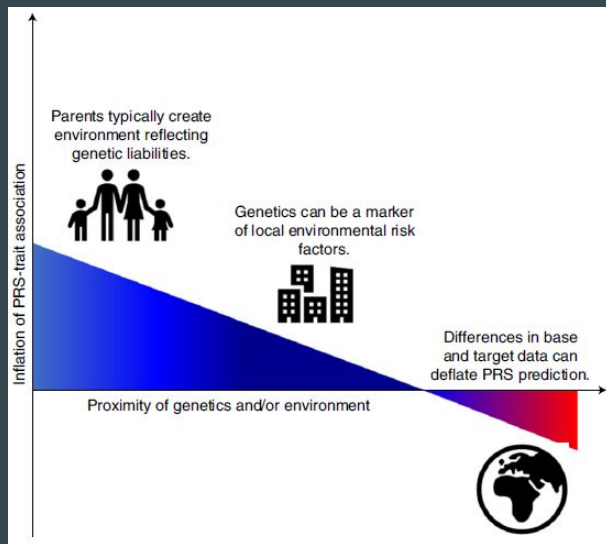 Inflation of PRS-trait association
Parents typically create
environment reflecting
genetic liabilities.
Genetics can be a marker
of local environmental risk
factors.
Differences in base
and target data can
deflate PRS prediction.
Proximity of genetics and/or environment